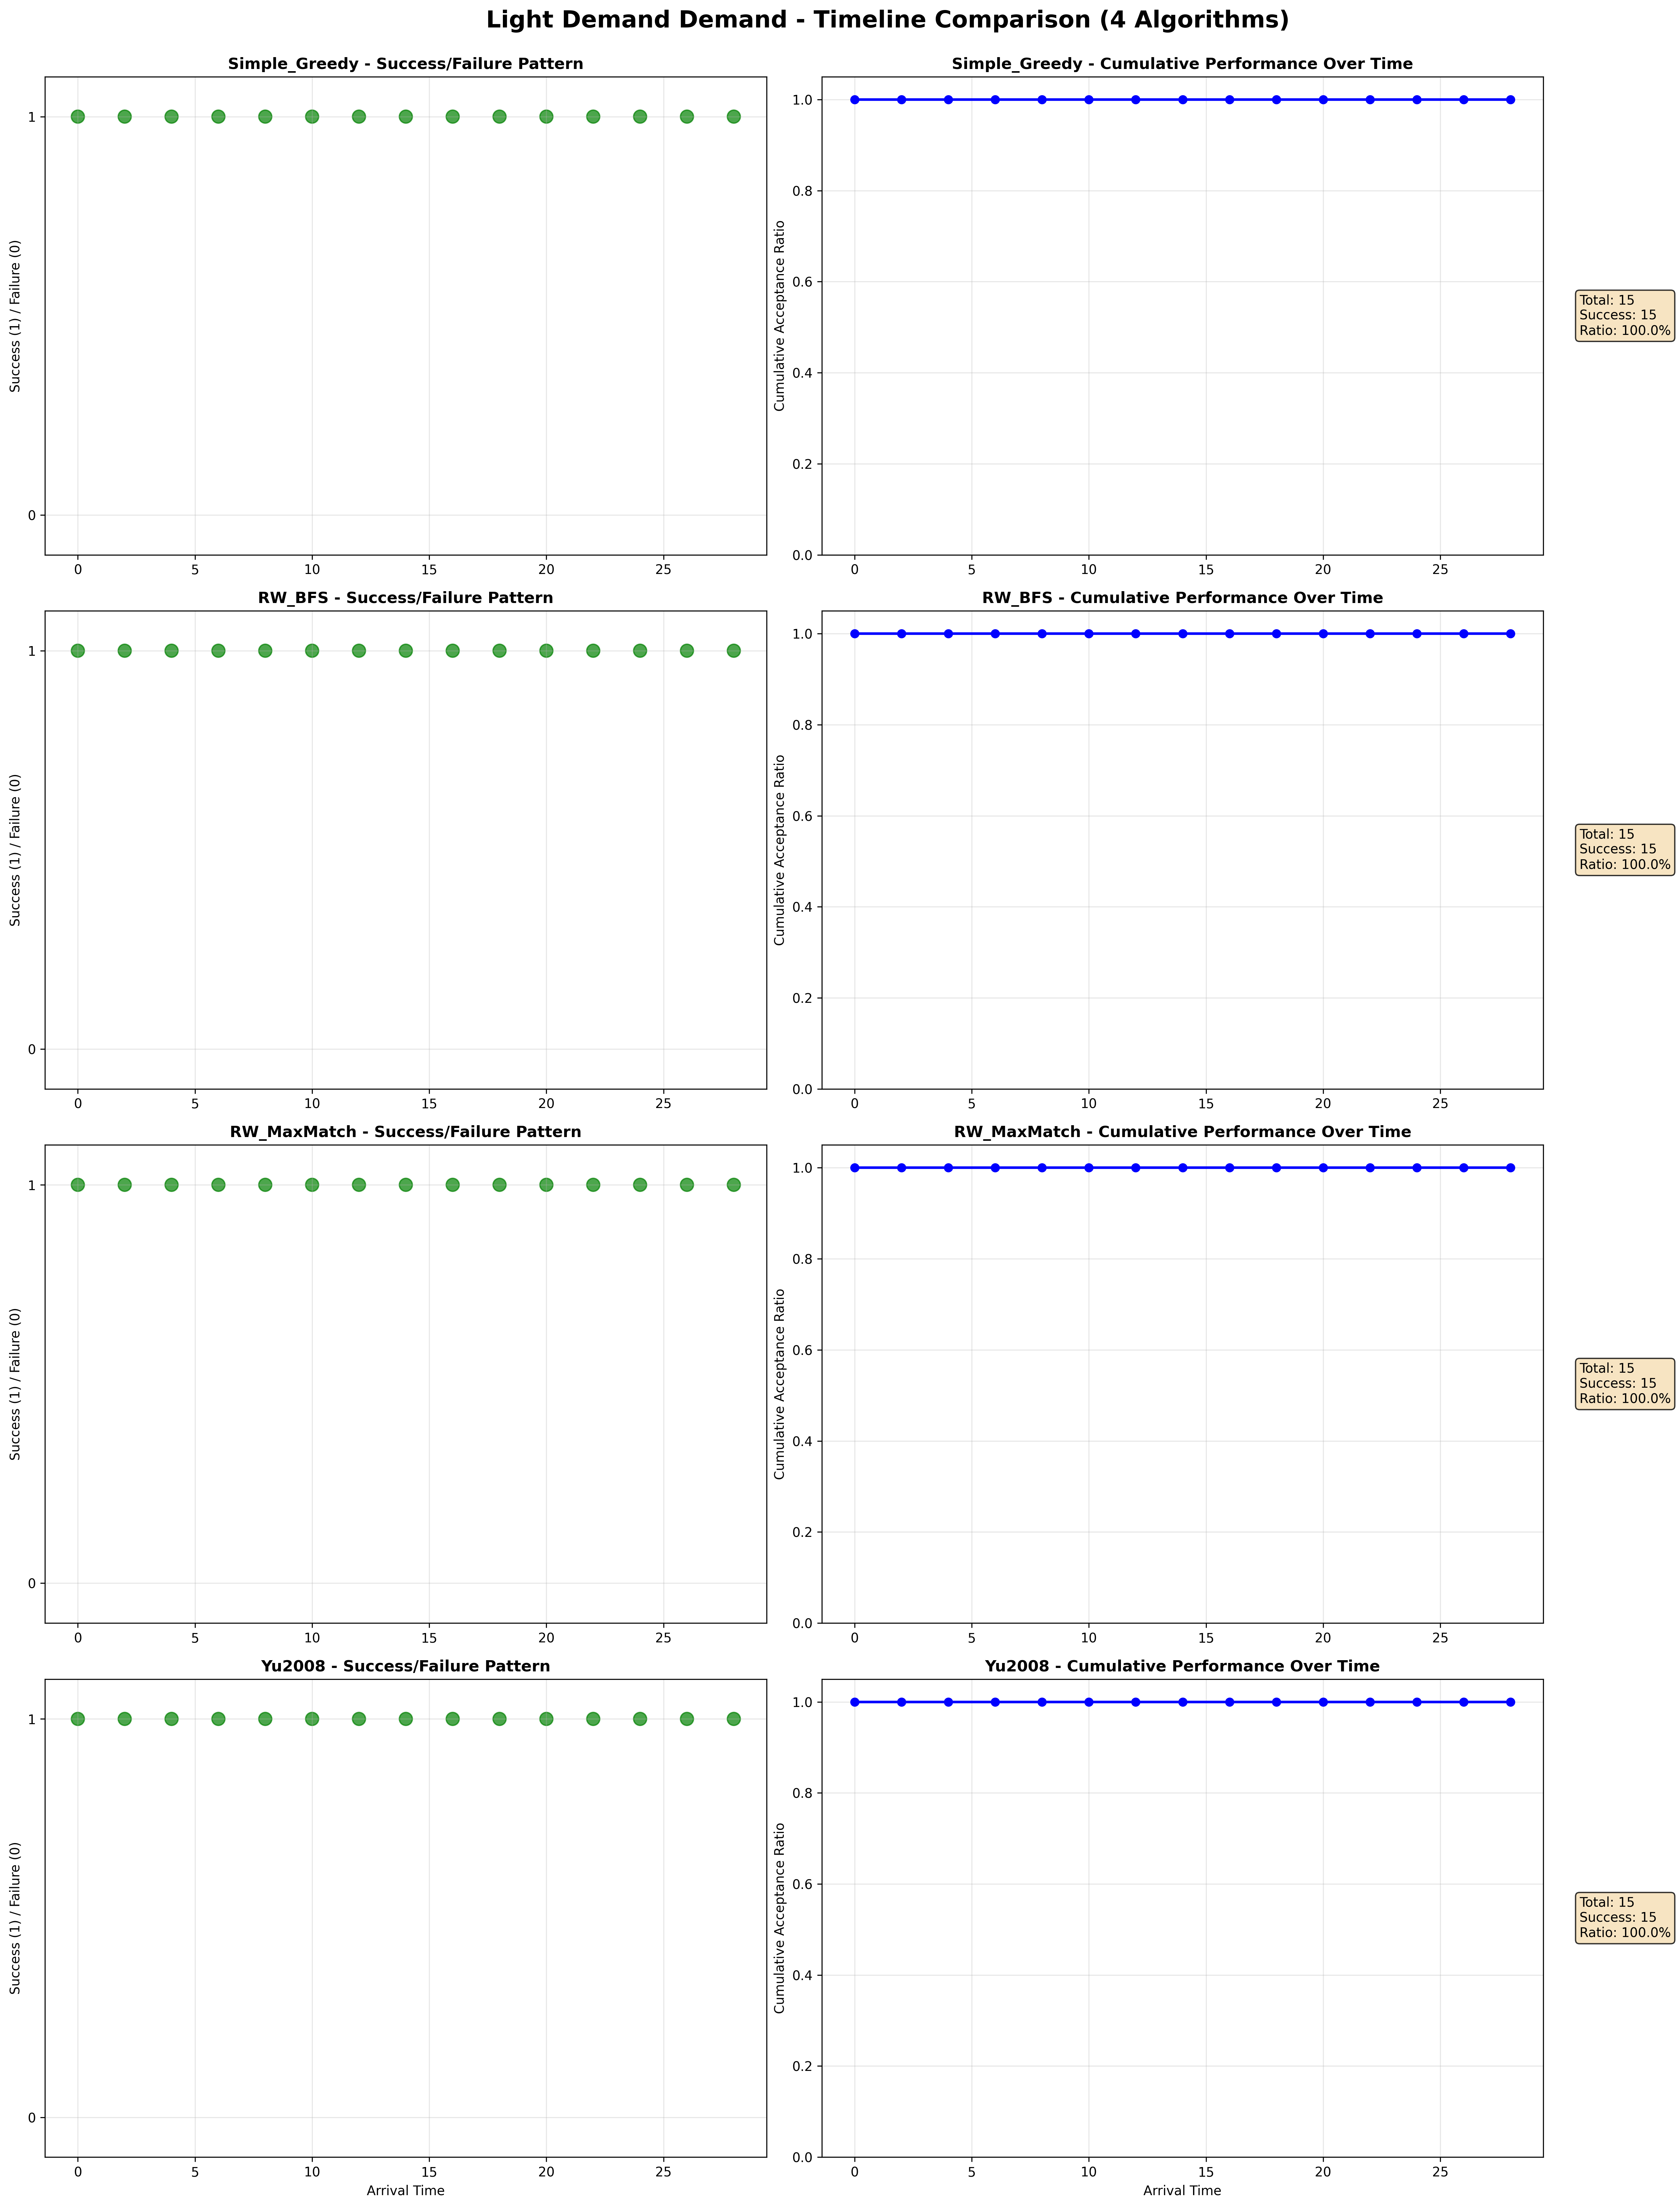 Light Demand Demand - Timeline Comparison (4 Algorithms)
Simple_Greedy - Success/Failure Pattern
Success (1) / Failure (0)
1
0
0 5 10 15 20 25
Simple_Greedy - Cumulative Performance Over Time
Cumulative Acceptance Ratio
1.0
0.8
0.6
0.4
0.2
0.0
0 5 10 15 20 25
Total: 15
Success: 15
Ratio: 100.0%
RW_BFS - Success/Failure Pattern
Success (1) / Failure (0)
1
0
0 5 10 15 20 25
RW_BFS - Cumulative Performance Over Time
Cumulative Acceptance Ratio
1.0
0.8
0.6
0.4
0.2
0.0
0 5 10 15 20 25
Total: 15
Success: 15
Ratio: 100.0%
RW_MaxMatch - Success/Failure Pattern
Success (1) / Failure (0)
1
0
0 5 10 15 20 25
RW_MaxMatch - Cumulative Performance Over Time
Cumulative Acceptance Ratio
1.0
0.8
0.6
0.4
0.2
0.0
0 5 10 15 20 25
Total: 15
Success: 15
Ratio: 100.0%
Yu2008 - Success/Failure Pattern
Success (1) / Failure (0)
1
0
0 5 10 15 20 25
Arrival Time
Yu2008 - Cumulative Performance Over Time
Cumulative Acceptance Ratio
1.0
0.8
0.6
0.4
0.2
0.0
0 5 10 15 20 25
Arrival Time
Total: 15
Success: 15
Ratio: 100.0%